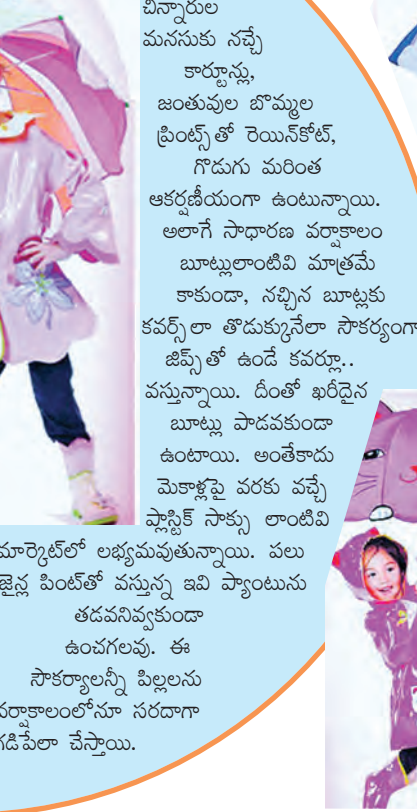 చిన్నారుల
మనసుకు నచ్చే
కార్టూన్లు,
జంతువుల బొమ్మల
ప్రింట్స్‌తో రెయిన్‌కోట్,
గొడుగు మరింత
ఆకర్షణీయంగా ఉంటున్నాయి.
అలాగే సాధారణ వర్షాకాలం
బూట్లులాంటివి మాత్రమే
కాకుండా, నచ్చిన బూట్లకు
కవర్స్‌లా తొడుక్కునేలా సౌకర్యంగా
జిప్స్‌తో ఉండే కవర్లూ..
వస్తున్నాయి. దీంతో ఖరీదైన
బూట్లు పాడవకుండా
ఉంటాయి. అంతేకాదు
మెకాళ్లపై వరకు వచ్చే
ప్లాస్టిక్ సాక్సు లాంటివి
మార్కెట్‌లో లభ్యమవుతున్నాయి. పలు
పింట్‌తో వస్తున్న ఇవి ప్యాంటును
తడవనివ్వకుండా
ఉంచగలవు. ఈ
సౌకర్యాలన్నీ పిల్లలను
వర్షాకాలంలోనూ సరదాగా
గడిపేలా చేస్తాయి.